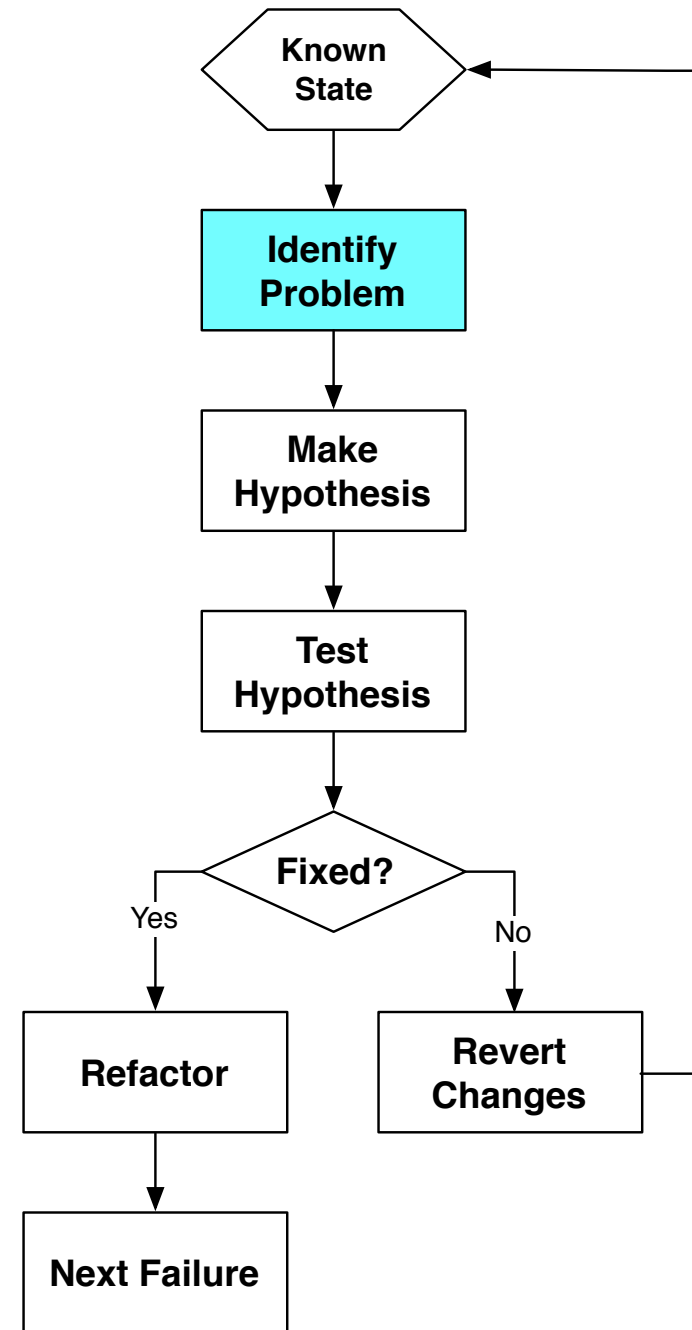 Known
State
Identify
Problem
Make
Hypothesis
Test
Hypothesis
Fixed?
Yes
No
Refactor
Revert
Changes
Next Failure